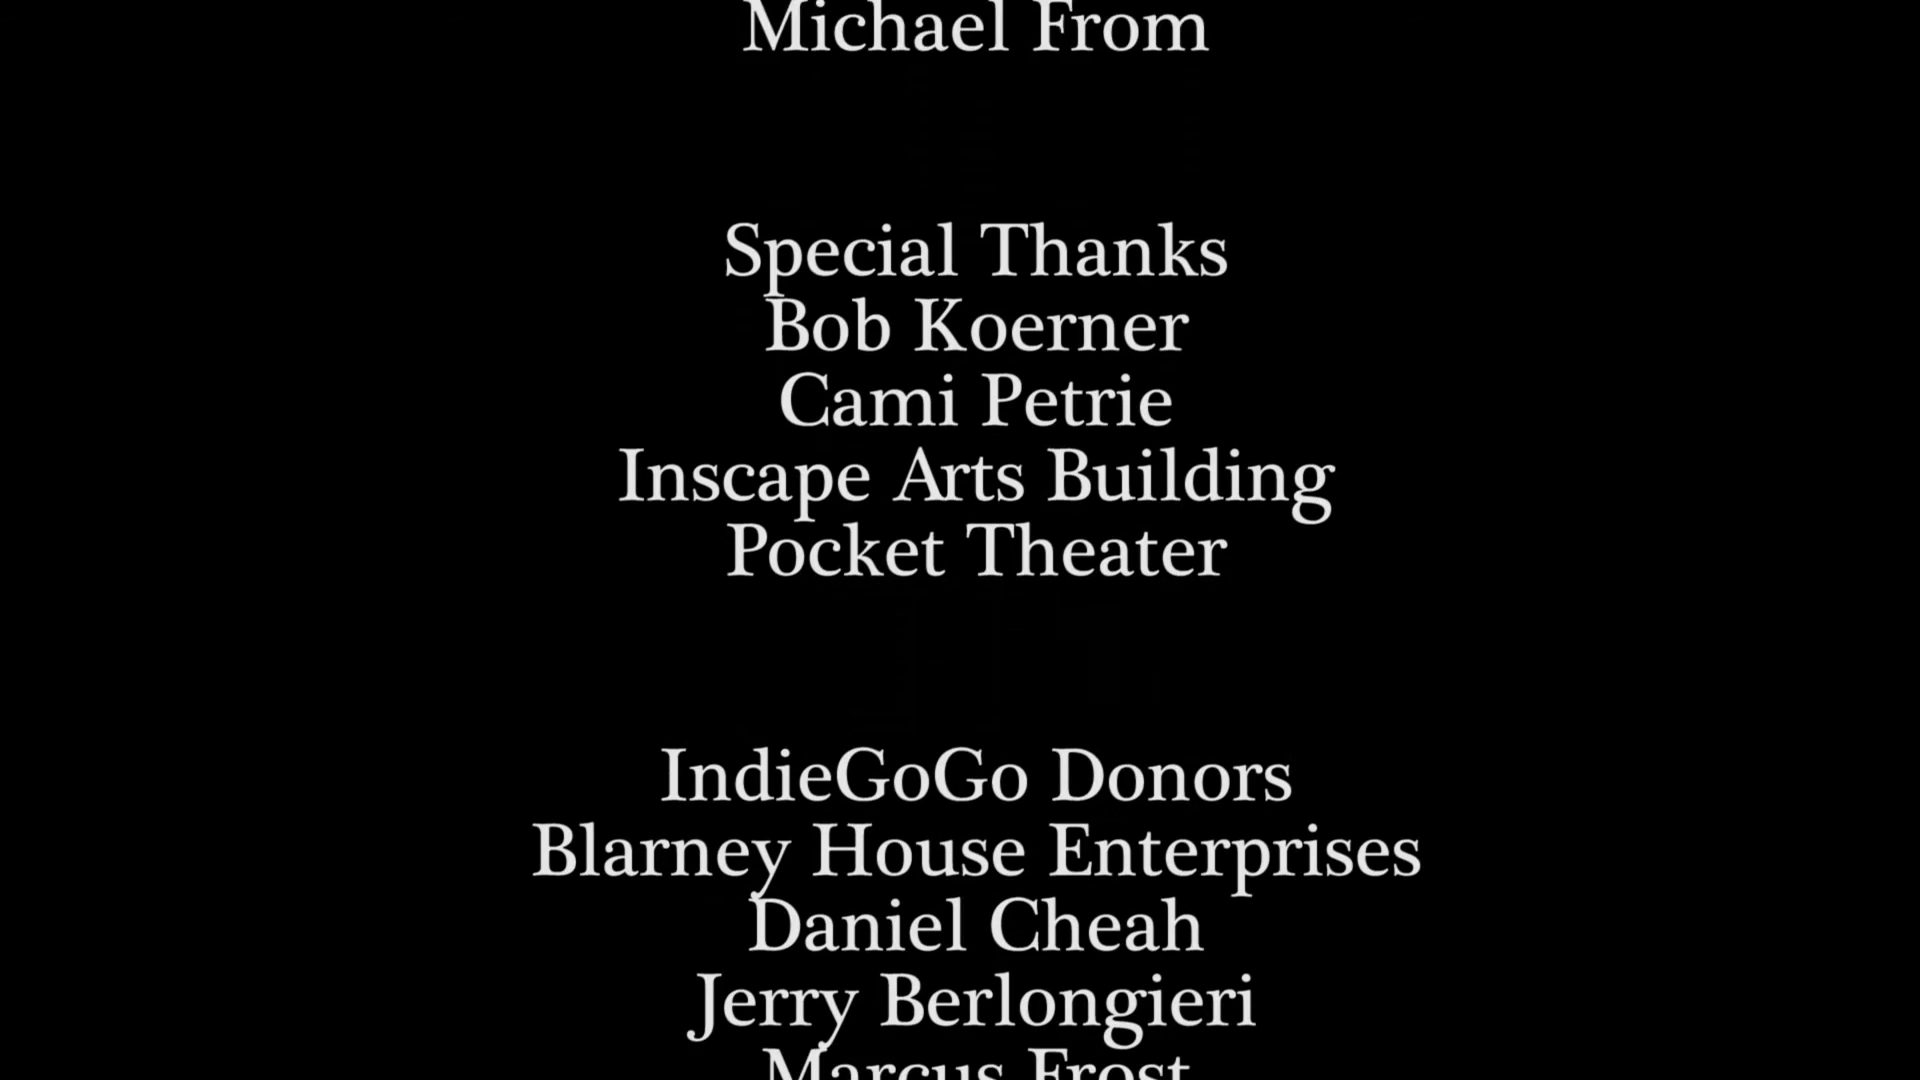 Michael From
Special Thanks
Bob Koerner
Cami Petrie
Inscape Arts Building
Pocket Theater
IndieGoGo Donors
Blarney House Enterprises
Daniel Cheah
Jerry Berlongieri
Marcus Frost